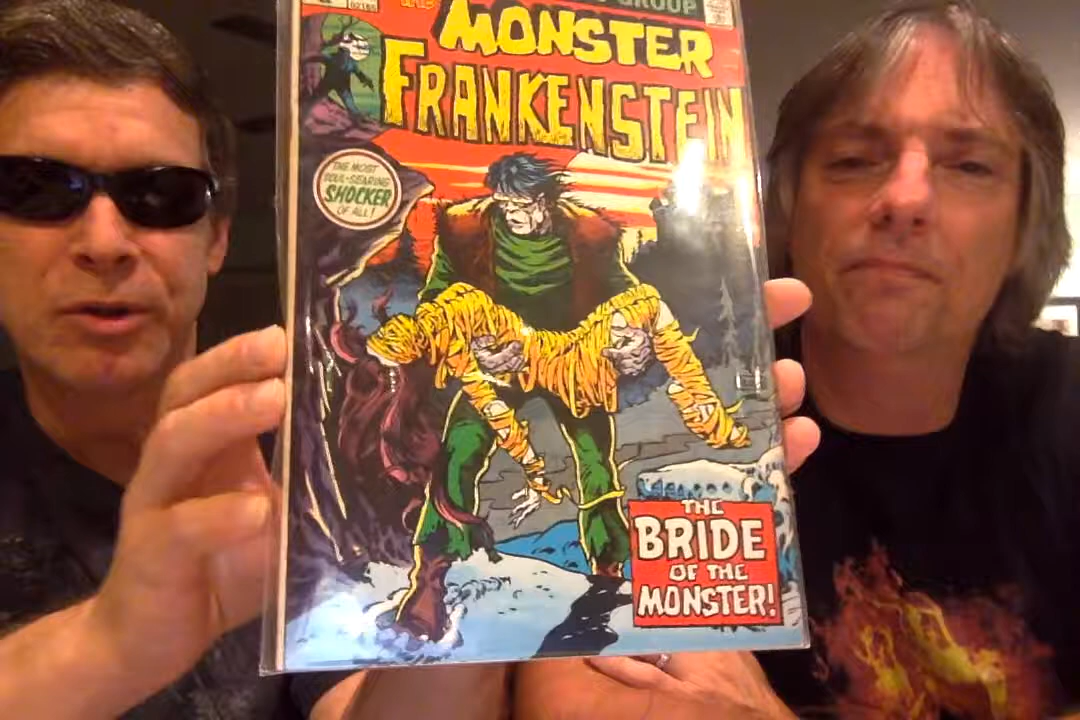 GROUP
THE
MONSTER
FRANKENSTEIN
THE MOST
SOUL-SEARING
SHOCKER
OF ALL!
THE
BRIDE
OF THE
MONSTER!